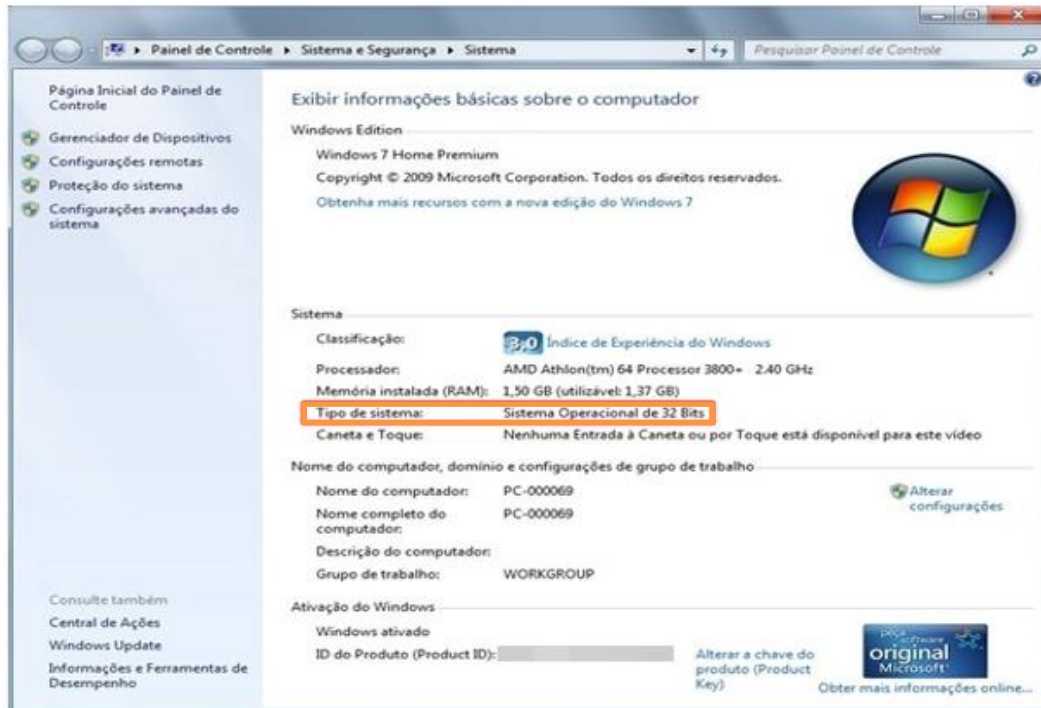 Painel de Controle ▸ Sistema e Segurança ▸ Sistema
Pesquisar Painel de Controle
Página Inicial do Painel de
Controle
Gerenciador de Dispositivos
Configurações remotas
Proteção do sistema
Configurações avançadas do
sistema
Consulte também
Central de Ações
Windows Update
Informações e Ferramentas de
Desempenho
Exibir informações básicas sobre o computador
Windows Edition
Windows 7 Home Premium
Copyright © 2009 Microsoft Corporation. Todos os direitos reservados.
Obtenha mais recursos com a nova edição do Windows 7
Sistema
Classificação: 3,0 Índice de Experiência do Windows
Processador: AMD Athlon(tm) 64 Processor 3800+ 2.40 GHz
Memória instalada (RAM): 1,50 GB (utilizável: 1,37 GB)
Tipo de sistema: Sistema Operacional de 32 Bits
Caneta e Toque: Nenhuma Entrada à Caneta ou por Toque está disponível para este vídeo
Nome do computador, domínio e configurações de grupo de trabalho
Nome do computador: PC-000069
Alterar
configurações
Nome completo do
computador: PC-000069
Descrição do computador:
Grupo de trabalho: WORKGROUP
Ativação do Windows
Windows ativado
ID do Produto (Product ID):
Alterar a chave do
produto (Product
Key)
peça
software
original
Microsoft
Obter mais informações online...